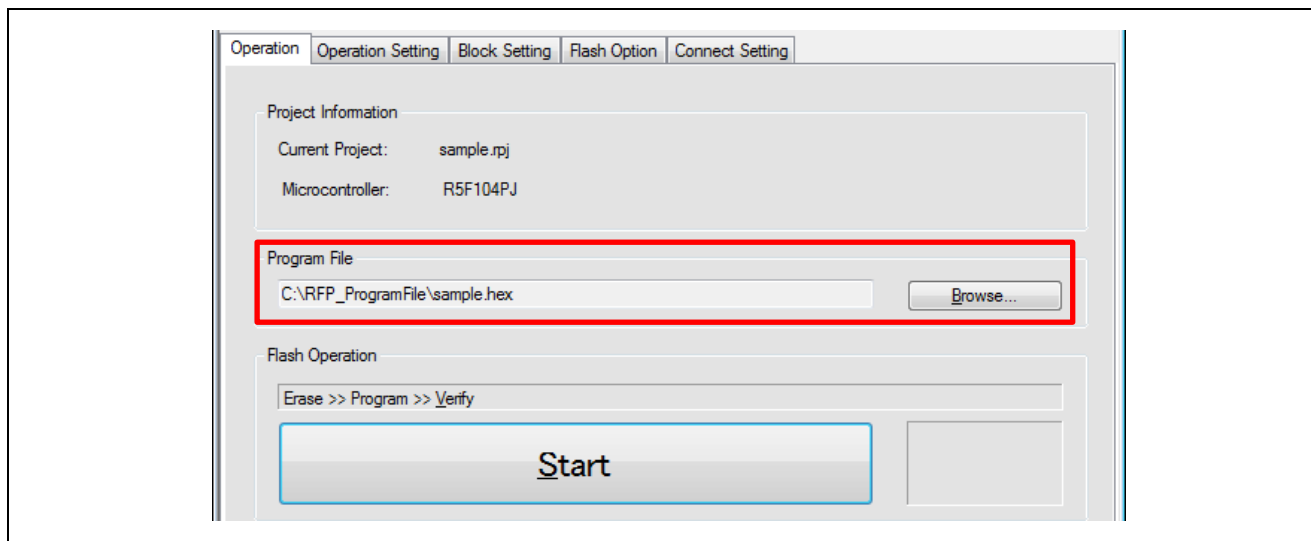 Operation Operation Setting Block Setting Flash Option Connect Setting
Project Information
Current Project: sample.rpj
Microcontroller: R5F104PJ
Program File
C:\RFP_ProgramFile\sample.hex Browse...
Flash Operation
Erase >> Program >> Verify
Start